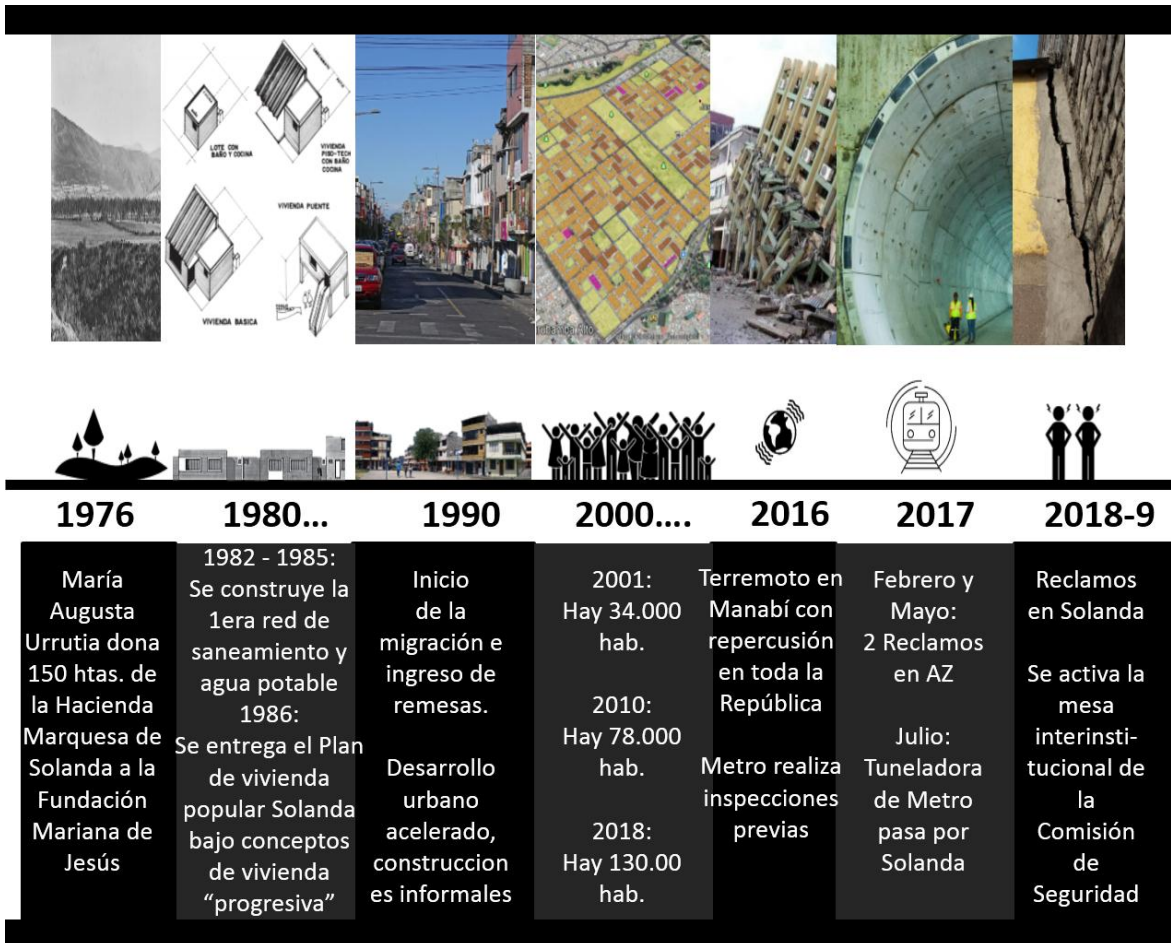 LOTE CON
BAÑO Y COCINA
VIVIENDA
PISO-TECH
CON BAÑO
COCINA
VIVIENDA PUENTE
VIVIENDA BASICA
1976
María
Augusta
Urrutia dona
150 htas. de
la Hacienda
Marquesa de
Solanda a la
Fundación
Mariana de
Jesús
1980...
1982 - 1985:
Se construye la
1era red de
saneamiento y
agua potable
1986:
Se entrega el Plan
de vivienda
popular Solanda
bajo conceptos
de vivienda
“progresiva”
1990
Inicio
de la
migración e
ingreso de
remesas.
Desarrollo
urbano
acelerado,
construccion
es informales
2000....
2001:
Hay 34.000
hab.
2010:
Hay 78.000
hab.
2018:
Hay 130.00
hab.
2016
Terremoto en
Manabí con
repercusión
en toda la
República
Metro realiza
inspecciones
previas
2017
Febrero y
Mayo:
2 Reclamos
en AZ
Julio:
Tuneladora
de Metro
pasa por
Solanda
2018-9
Reclamos
en Solanda
Se activa la
mesa
interinsti-
tucional de
la
Comisión
de
Seguridad